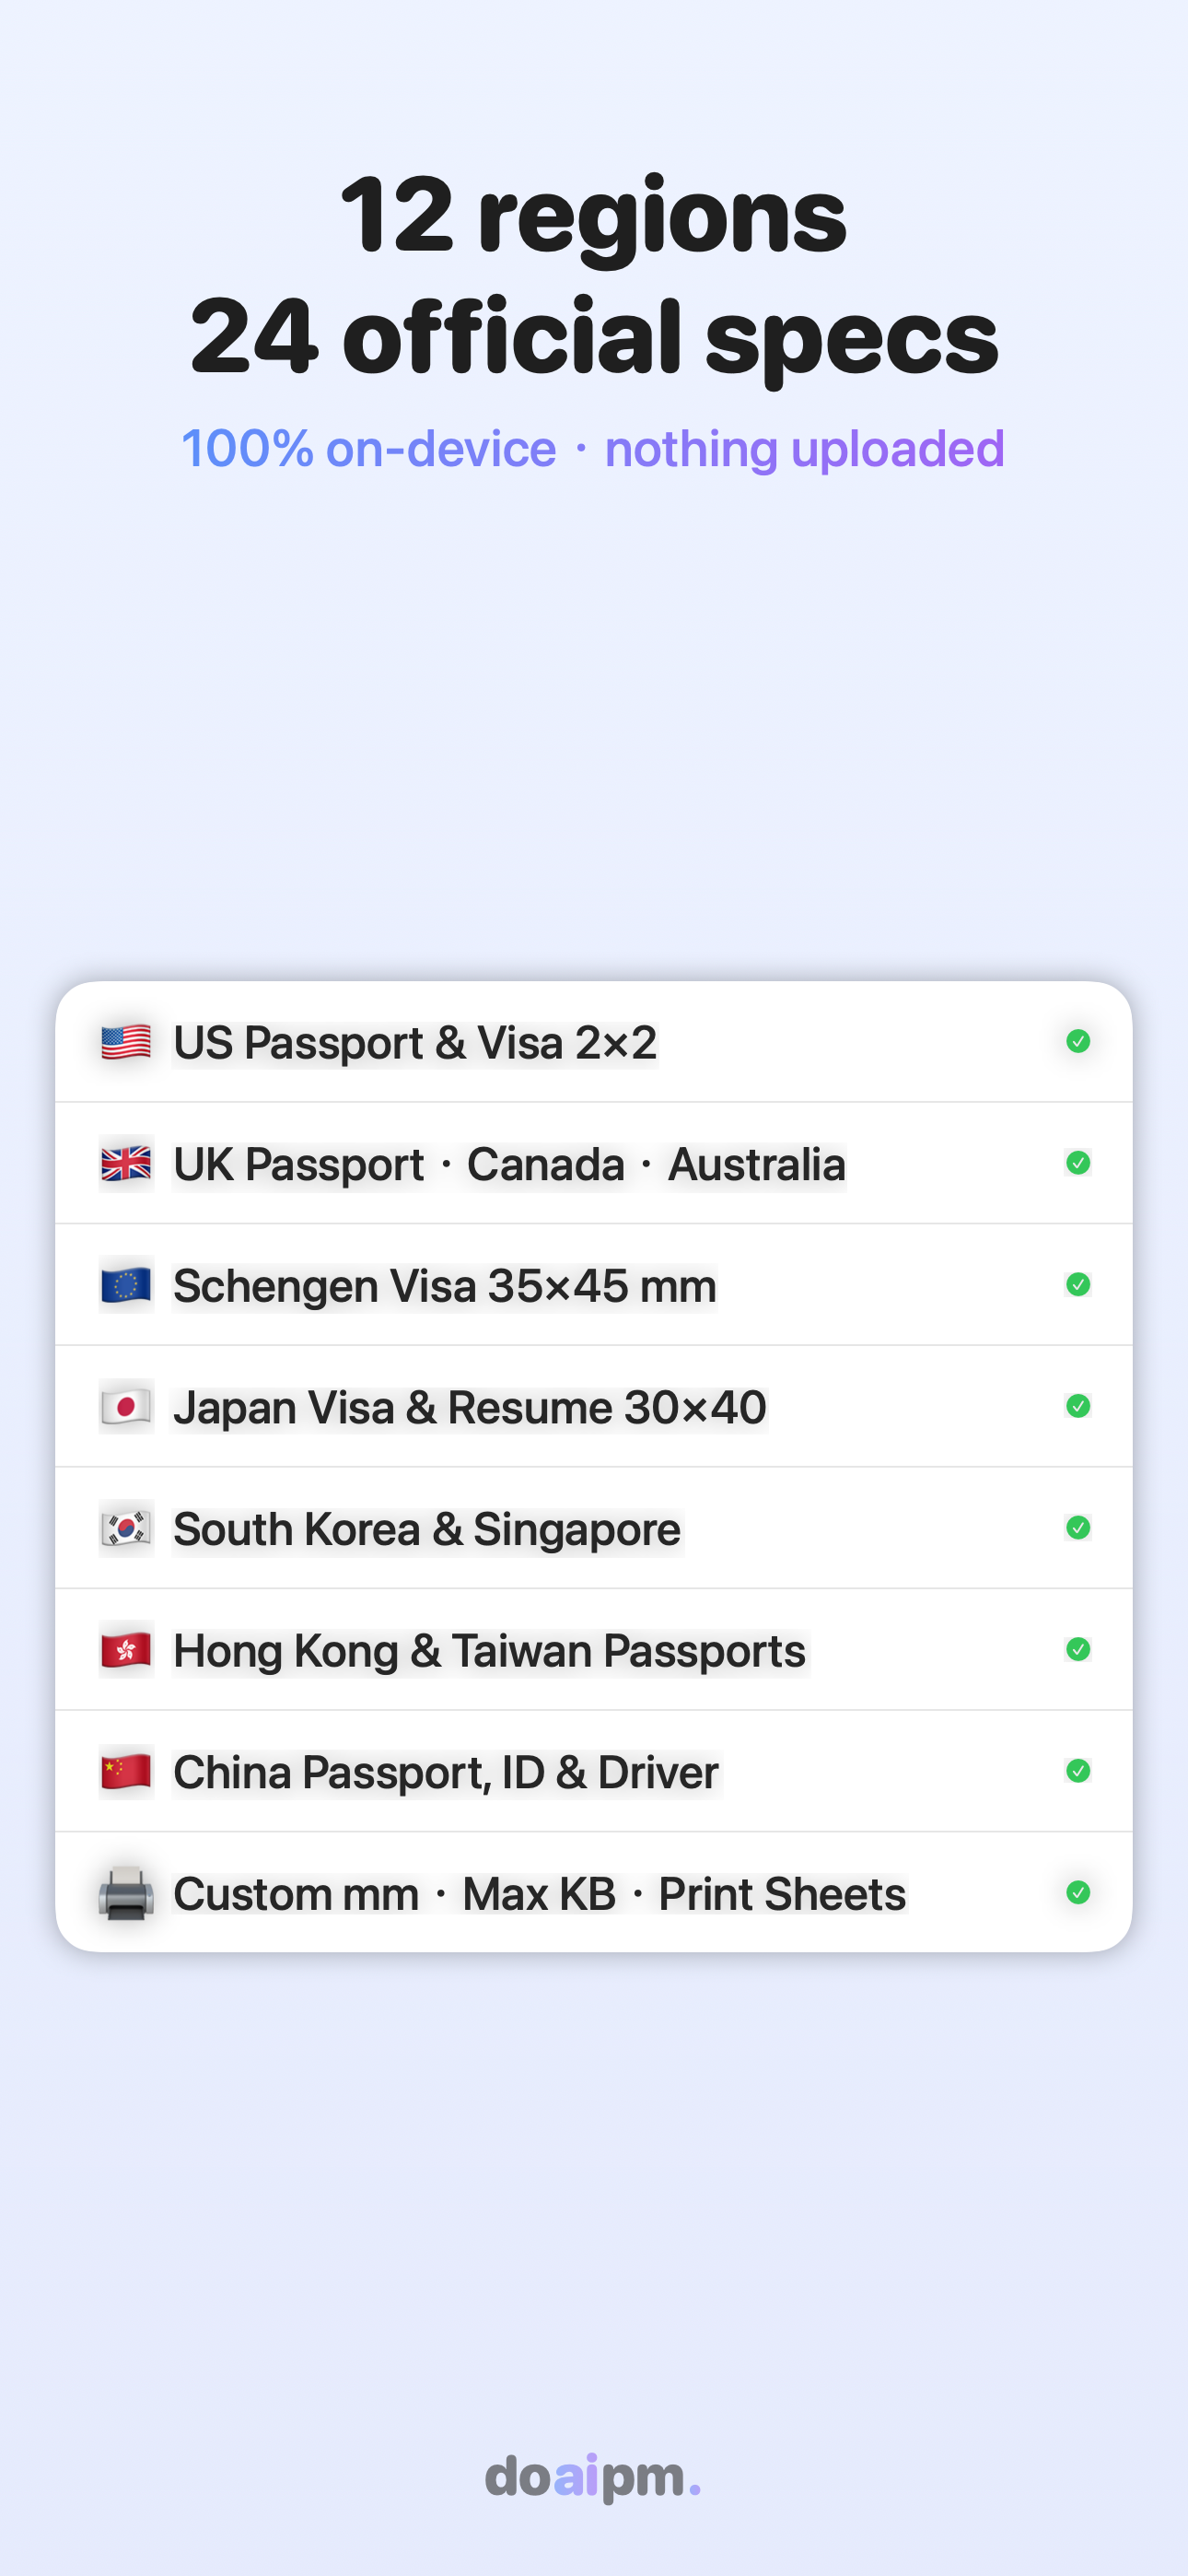 12 regions
24 official specs
100% on-device · nothing uploaded
US Passport & Visa 2×2
UK Passport · Canada · Australia
Schengen Visa 35×45 mm
Japan Visa & Resume 30×40
South Korea & Singapore
Hong Kong & Taiwan Passports
China Passport, ID & Driver
Custom mm · Max KB · Print Sheets
doaipm.